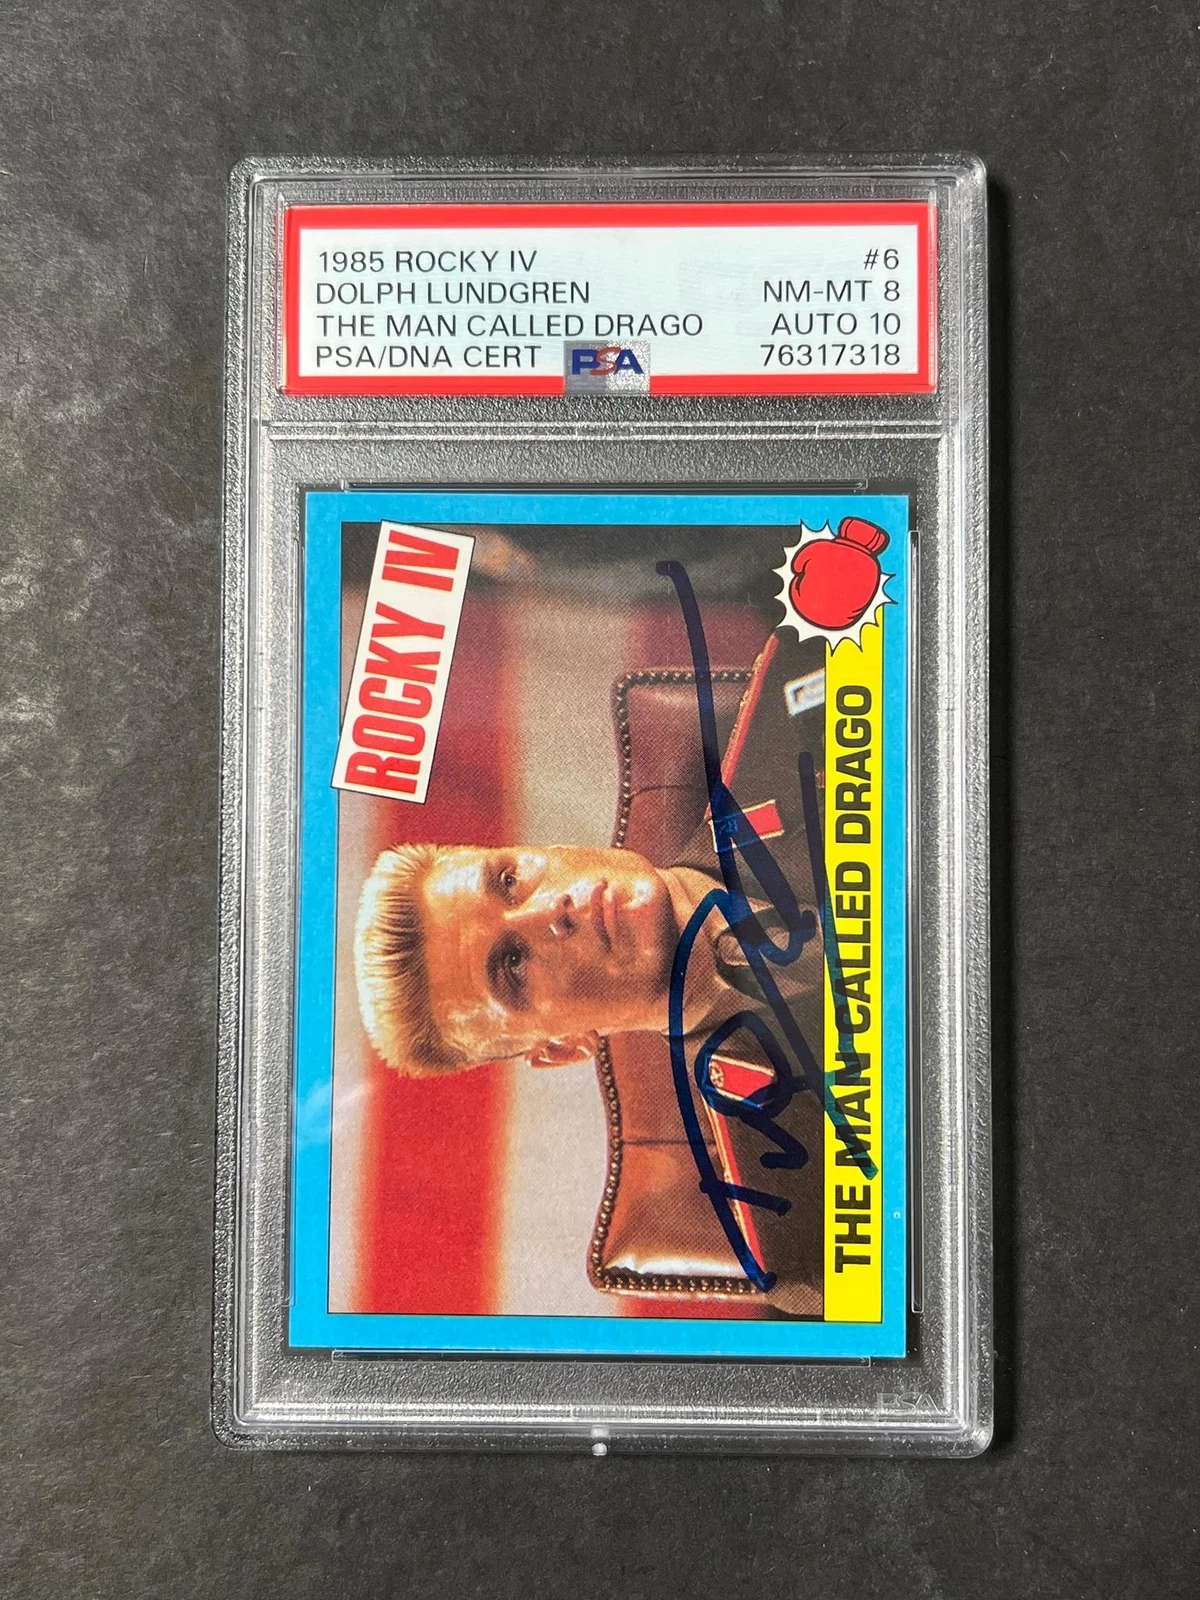 1985 ROCKY IV #6
DOLPH LUNDGREN NM-MT 8
THE MAN CALLED DRAGO AUTO 10
PSA/DNA CERT PSA 76317318
ROCKY IV
THE MAN CALLED DRAGO
PSA